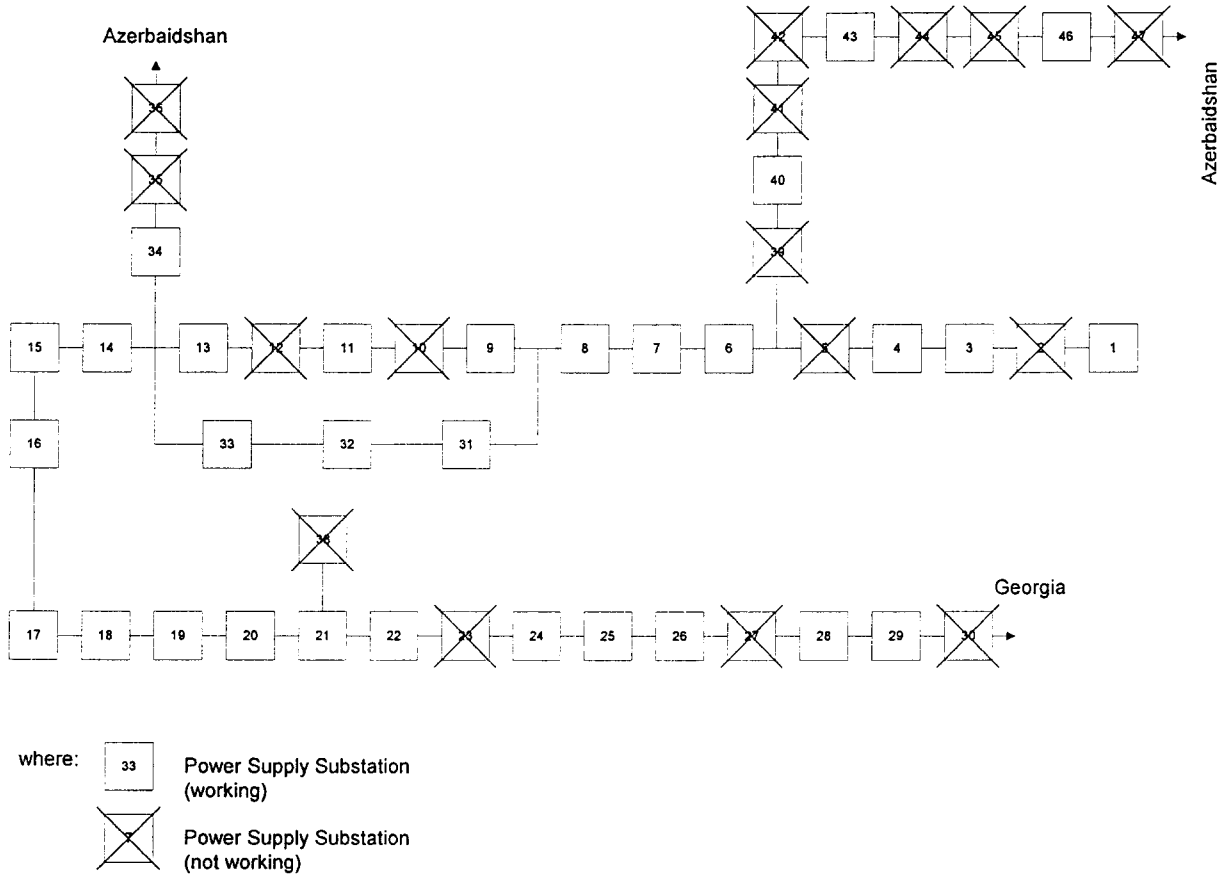 Azerbaidshan
42 43 44 45 46 47
Azerbaidshan
36
41
35
40
34
39
15 14 13 12 11 10 9 8 7 6 5 4 3 2 1
16 33 32 31
38
Georgia
17 18 19 20 21 22 23 24 25 26 27 28 29 30
where:
33
Power Supply Substation
(working)
7
Power Supply Substation
(not working)